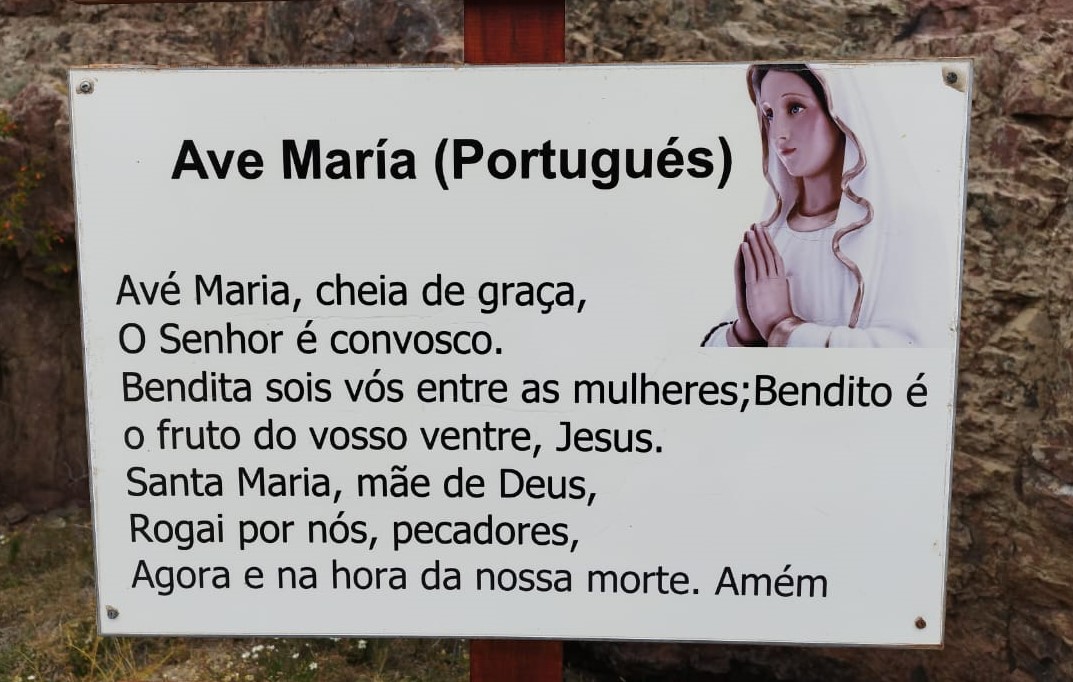 Ave María (Portugués)
Avé Maria, cheia de graça,
O Senhor é convosco.
Bendita sois vós entre as mulheres;Bendito é
o fruto do vosso ventre, Jesus.
Santa Maria, mãe de Deus,
Rogai por nós, pecadores,
Agora e na hora da nossa morte. Amém